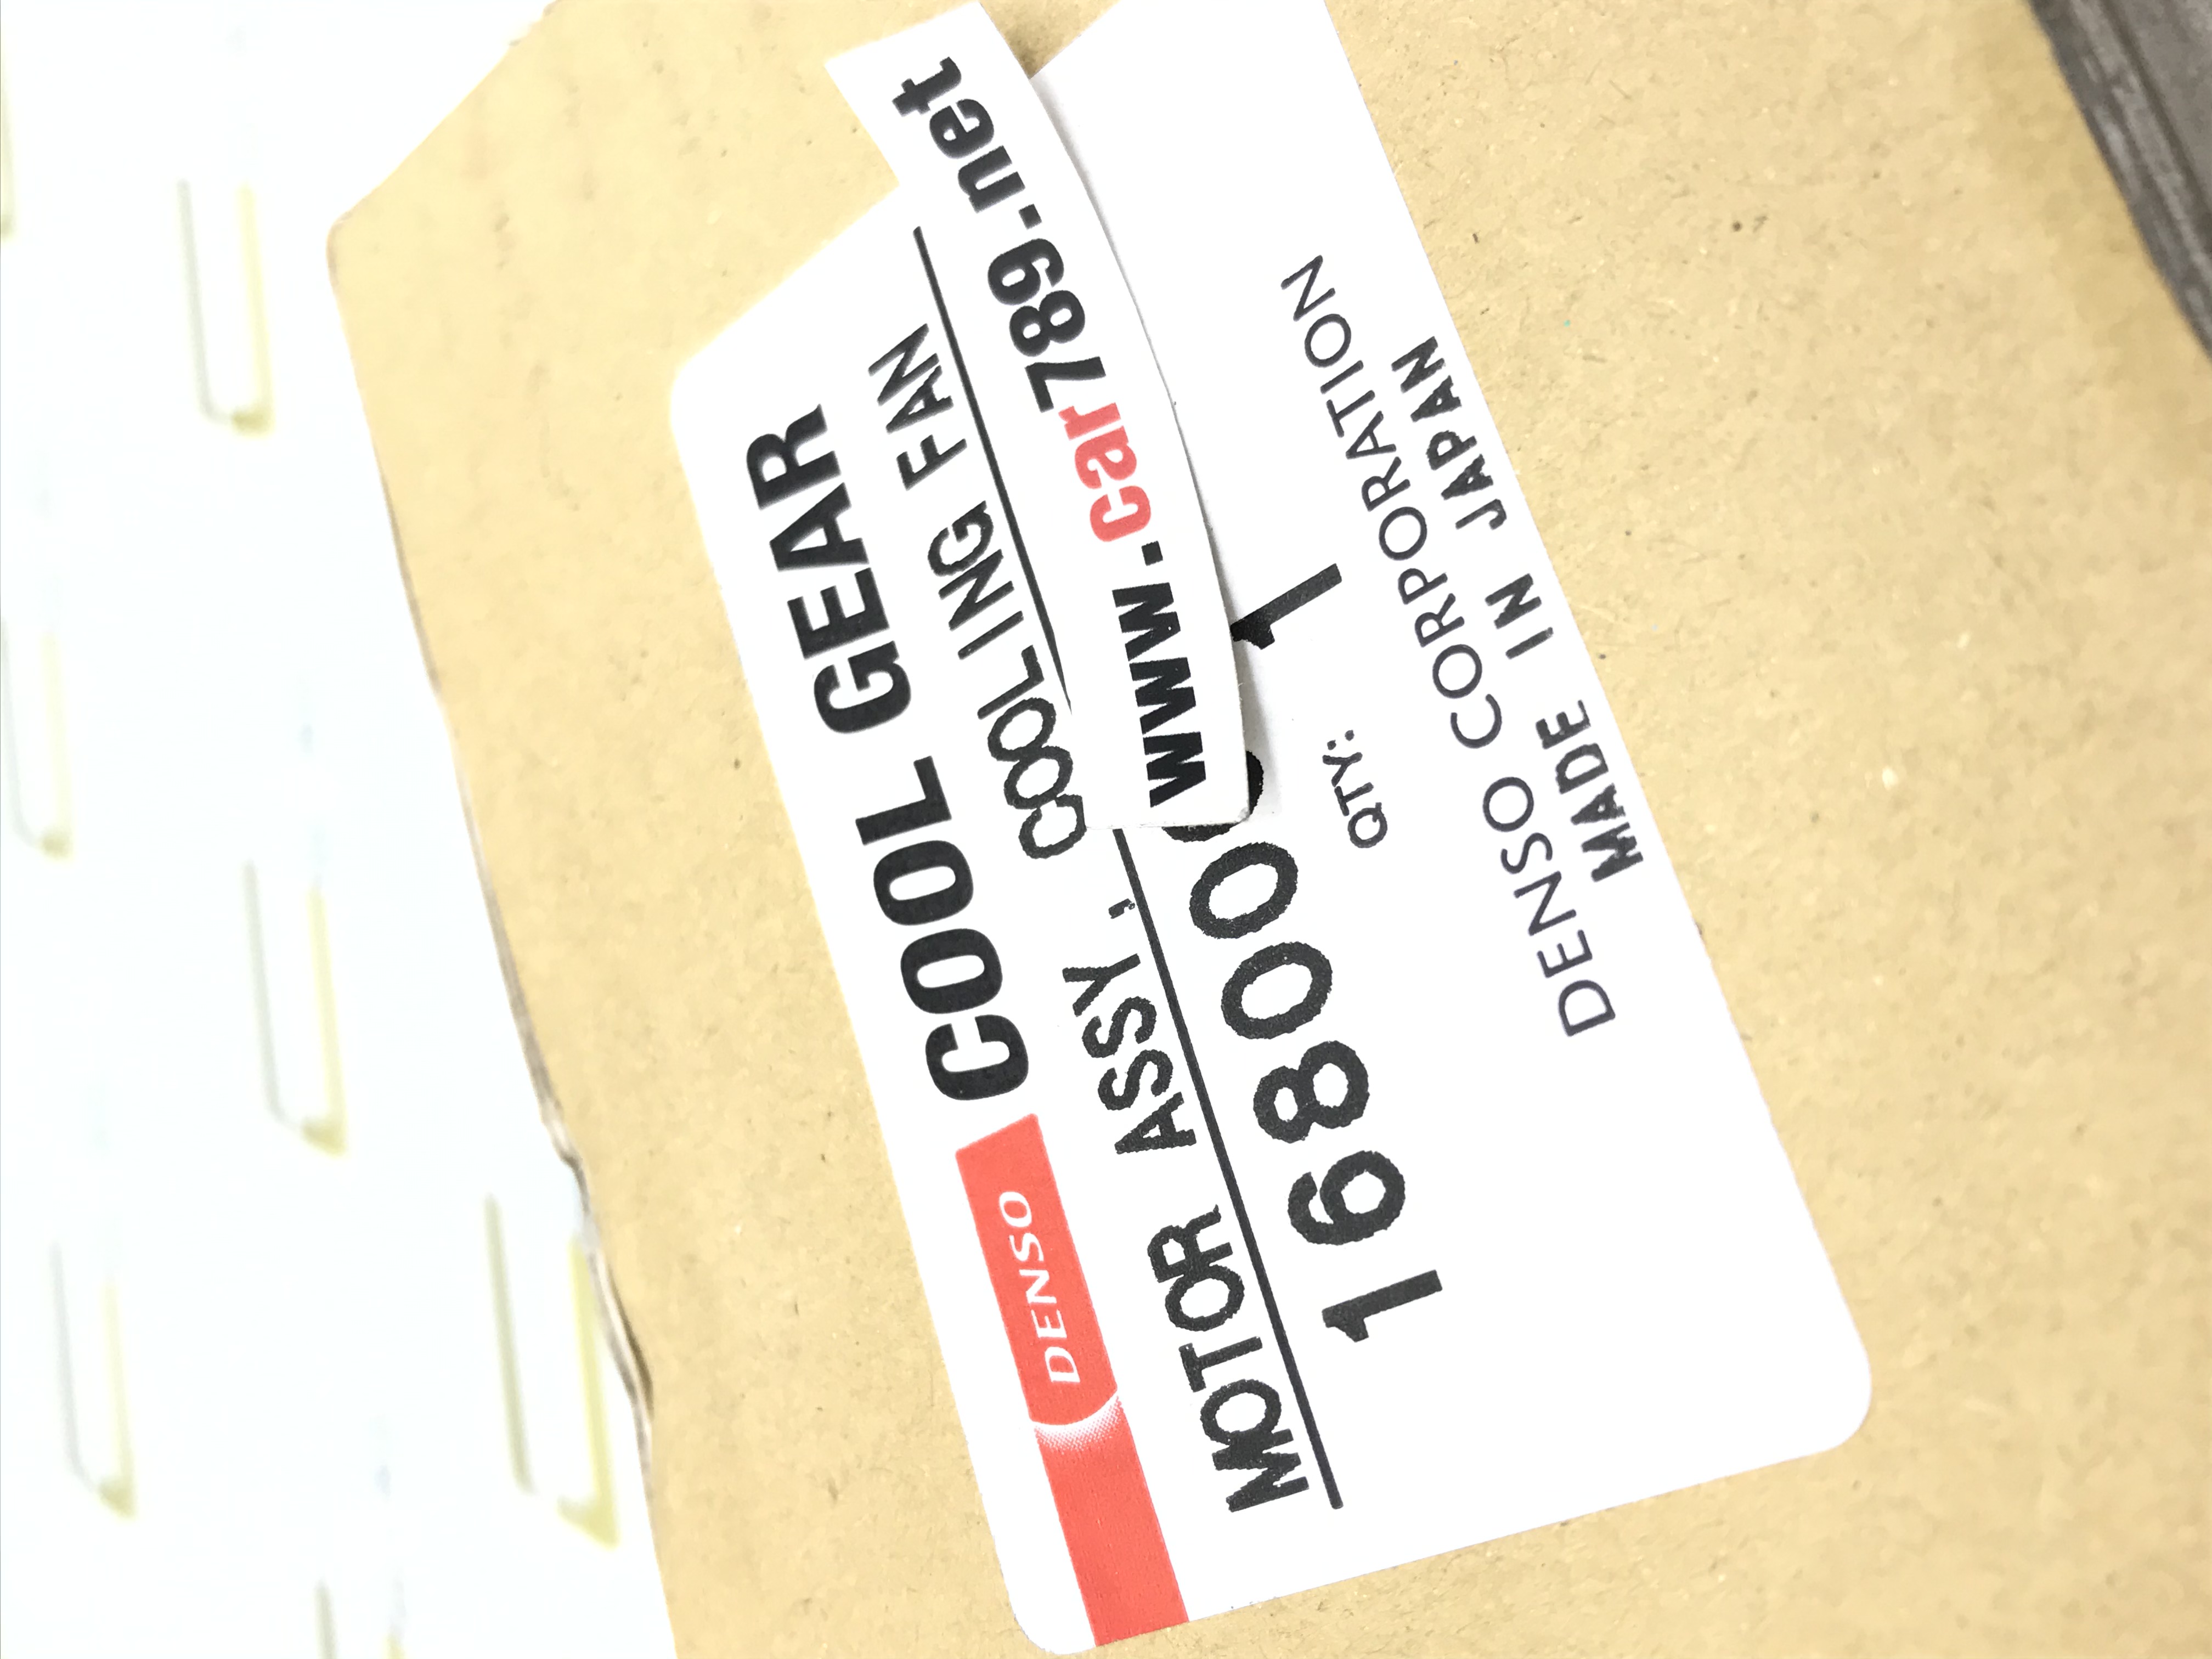 DENSO COOL GEAR
MOTOR ASSY, COOLING FAN
16800
www.car789.net
QTY: 1
DENSO CORPORATION
MADE IN JAPAN